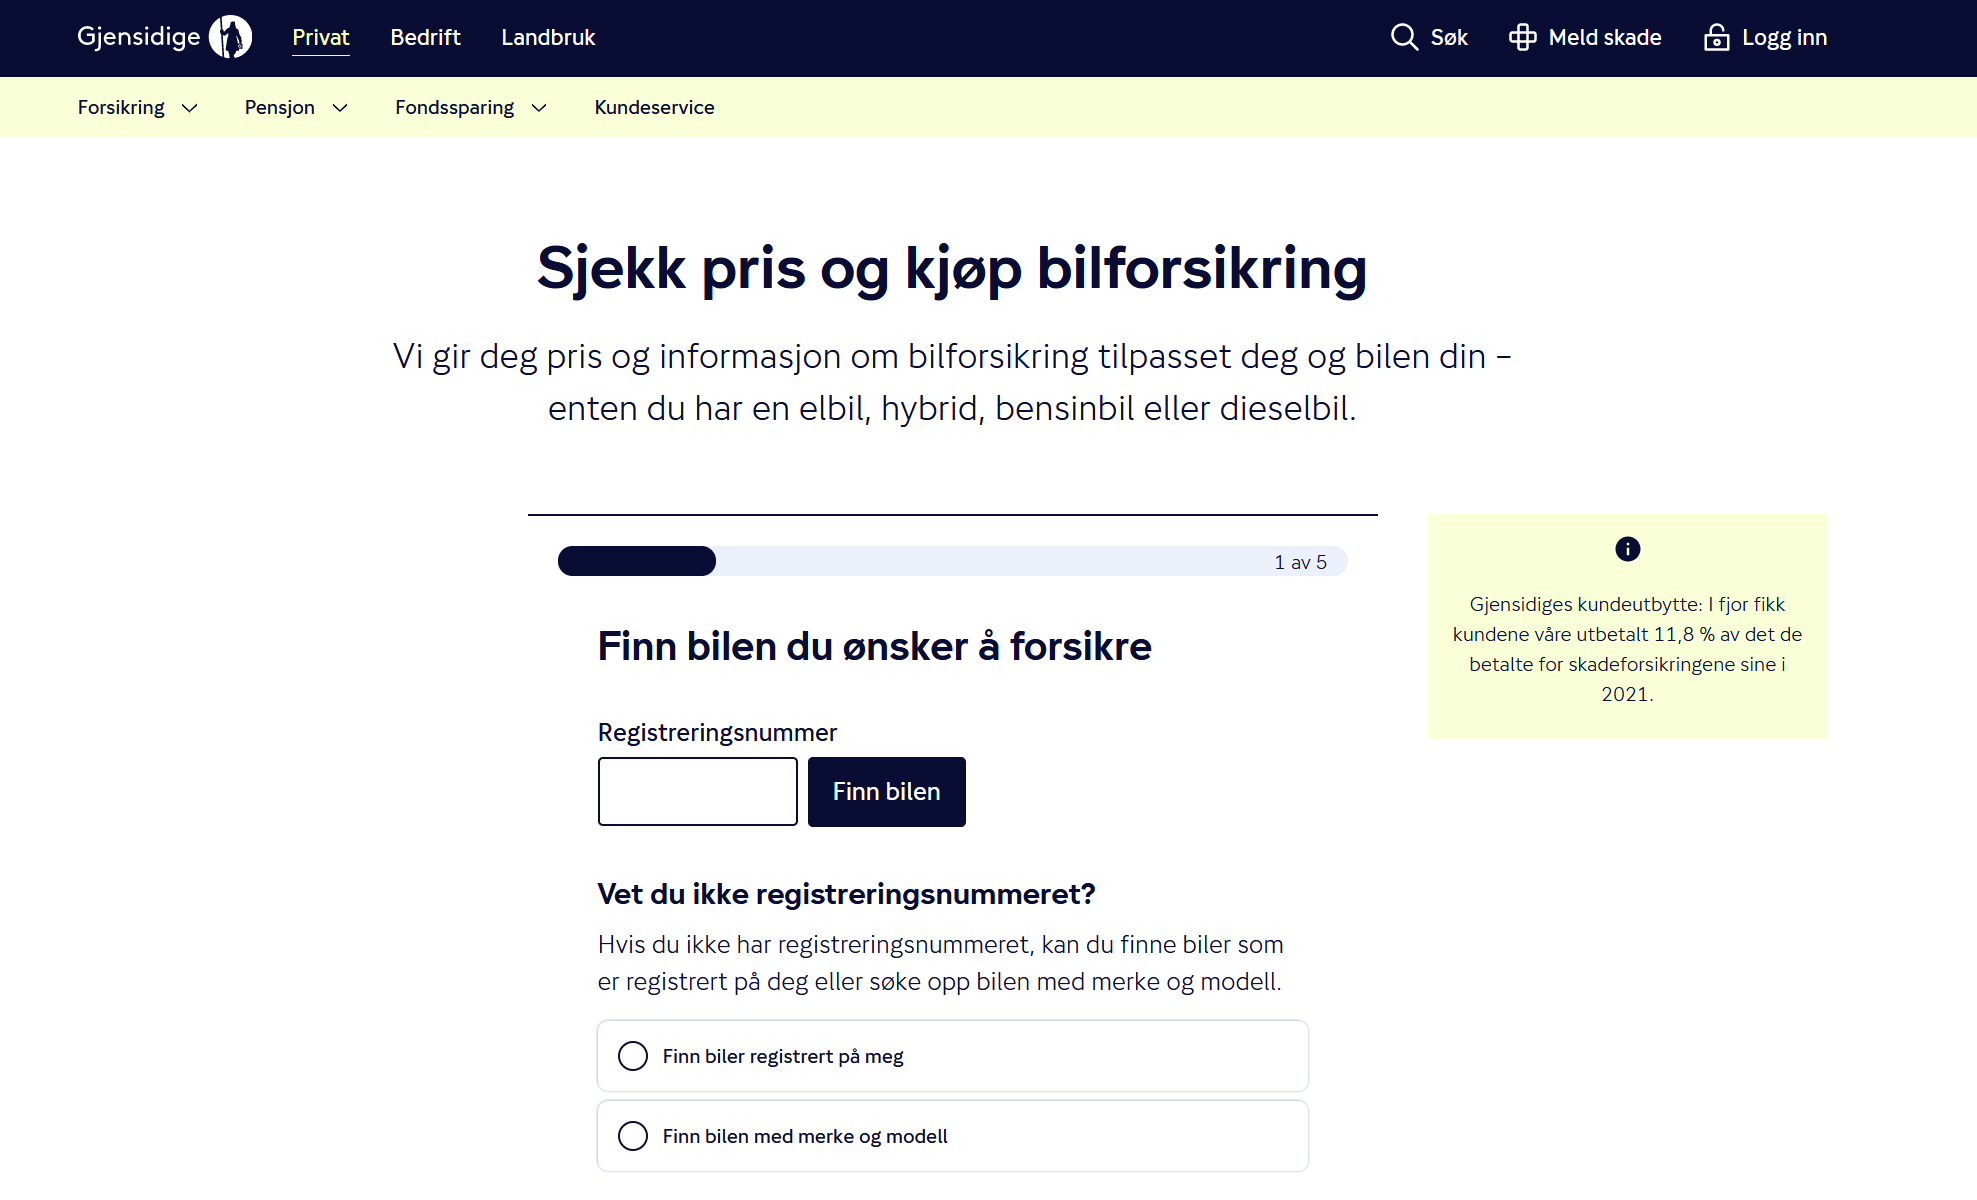 Gjensidige Privat Bedrift Landbruk Søk Meld skade Logg inn
Forsikring Pensjon Fondssparing Kundeservice
Sjekk pris og kjøp bilforsikring
Vi gir deg pris og informasjon om bilforsikring tilpasset deg og bilen din –
enten du har en elbil, hybrid, bensinbil eller dieselbil.
1 av 5
Finn bilen du ønsker å forsikre
Registreringsnummer
Finn bilen
Vet du ikke registreringsnummeret?
Hvis du ikke har registreringsnummeret, kan du finne biler som
er registrert på deg eller søke opp bilen med merke og modell.
Finn biler registrert på meg
Finn bilen med merke og modell
Gjensidiges kundeutbytte: I fjor fikk
kundene våre utbetalt 11,8 % av det de
betalte for skadeforsikringene sine i
2021.